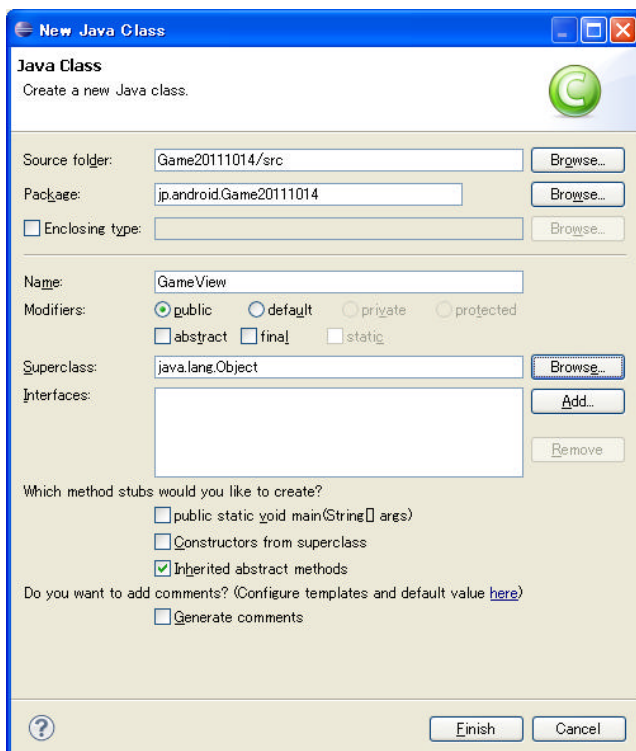 New Java Class
Java Class
Create a new Java class.
C
Source folder: Game20111014/src Browse...
Package: jp.android.Game20111014 Browse...
Enclosing type: Browse...
Name: GameView
Modifiers: public default private protected
abstract final static
Superclass: java.lang.Object Browse...
Interfaces: Add...
Remove
Which method stubs would you like to create?
public static void main(String[] args)
Constructors from superclass
Inherited abstract methods
Do you want to add comments? (Configure templates and default value here)
Generate comments
? Finish Cancel